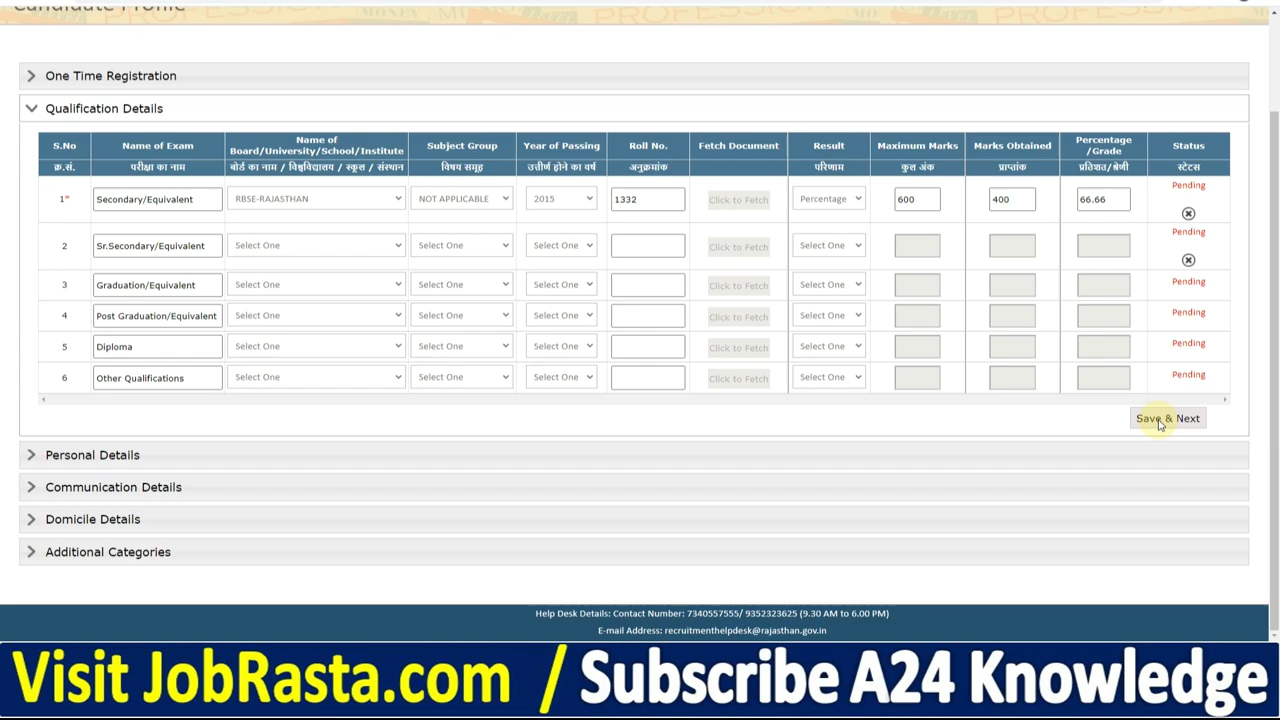 Candidate Profile
One Time Registration
Qualification Details
S.No Name of Exam Name of Board/University/School/Institute Subject Group Year of Passing Roll No. Fetch Document Result Maximum Marks Marks Obtained Percentage /Grade Status
क्र.सं. परीक्षा का नाम बोर्ड का नाम / विश्वविद्यालय / स्कूल / संस्थान विषय समूह उत्तीर्ण होने का वर्ष अनुक्रमांक परिणाम कुल अंक प्राप्तांक प्रतिशत/श्रेणी स्टेटस
1* Secondary/Equivalent RBSE-RAJASTHAN NOT APPLICABLE 2015 1332 Click to Fetch Percentage 600 400 66.66 Pending
2 Sr.Secondary/Equivalent Select One Select One Select One Click to Fetch Select One Pending
3 Graduation/Equivalent Select One Select One Select One Click to Fetch Select One Pending
4 Post Graduation/Equivalent Select One Select One Select One Click to Fetch Select One Pending
5 Diploma Select One Select One Select One Click to Fetch Select One Pending
6 Other Qualifications Select One Select One Select One Click to Fetch Select One Pending
Save & Next
Personal Details
Communication Details
Domicile Details
Additional Categories
Help Desk Details: Contact Number: 7340557555/ 9352323625 (9.30 AM to 6.00 PM)
E-mail Address: recruitmenthelpdesk@rajasthan.gov.in
Visit JobRasta.com / Subscribe A24 Knowledge